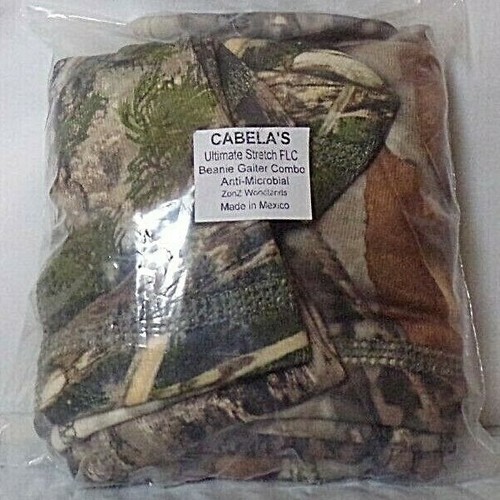 CABELA'S
Ultimate Stretch FLC
Beanie Gaiter Combo
Anti-Microbial
ZonZ Woodlands
Made in Mexico